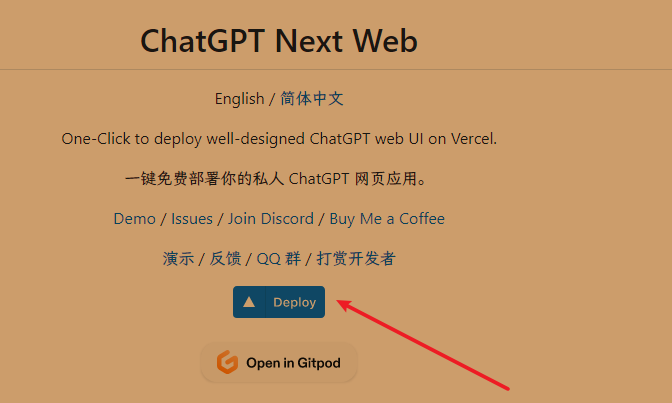 ChatGPT Next Web
English / 简体中文
One-Click to deploy well-designed ChatGPT web UI on Vercel.
一键免费部署你的私人 ChatGPT 网页应用。
Demo / Issues / Join Discord / Buy Me a Coffee
演示 / 反馈 / QQ 群 / 打赏开发者
Deploy
Open in Gitpod